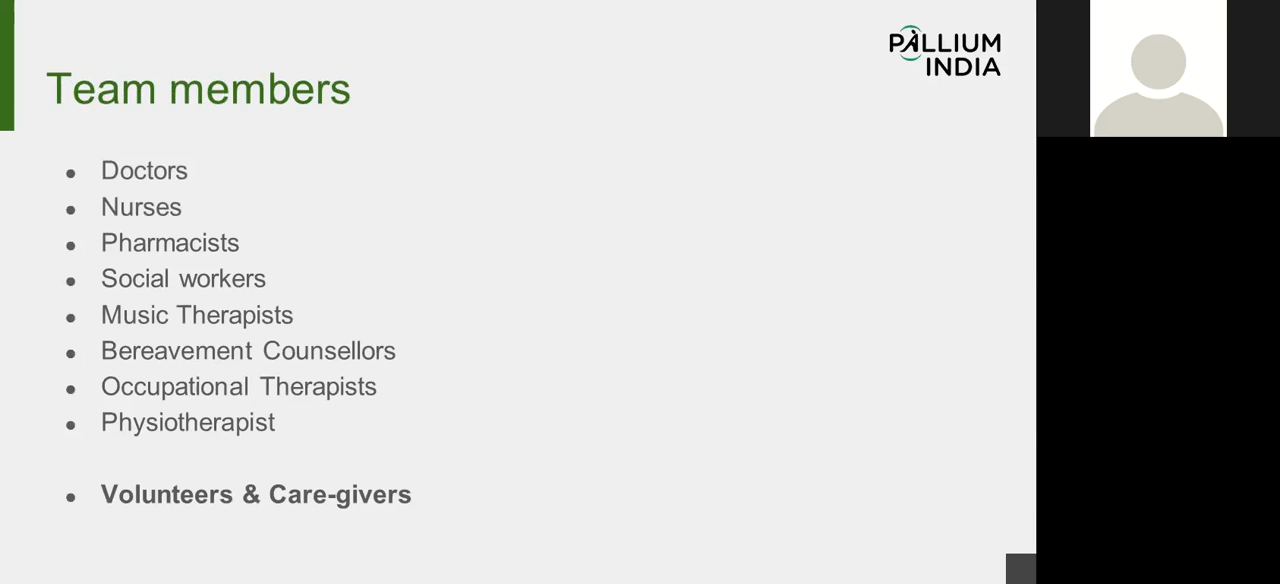 PALLIUM
INDIA
Team members
• Doctors
• Nurses
• Pharmacists
• Social workers
• Music Therapists
• Bereavement Counsellors
• Occupational Therapists
• Physiotherapist
• Volunteers & Care-givers